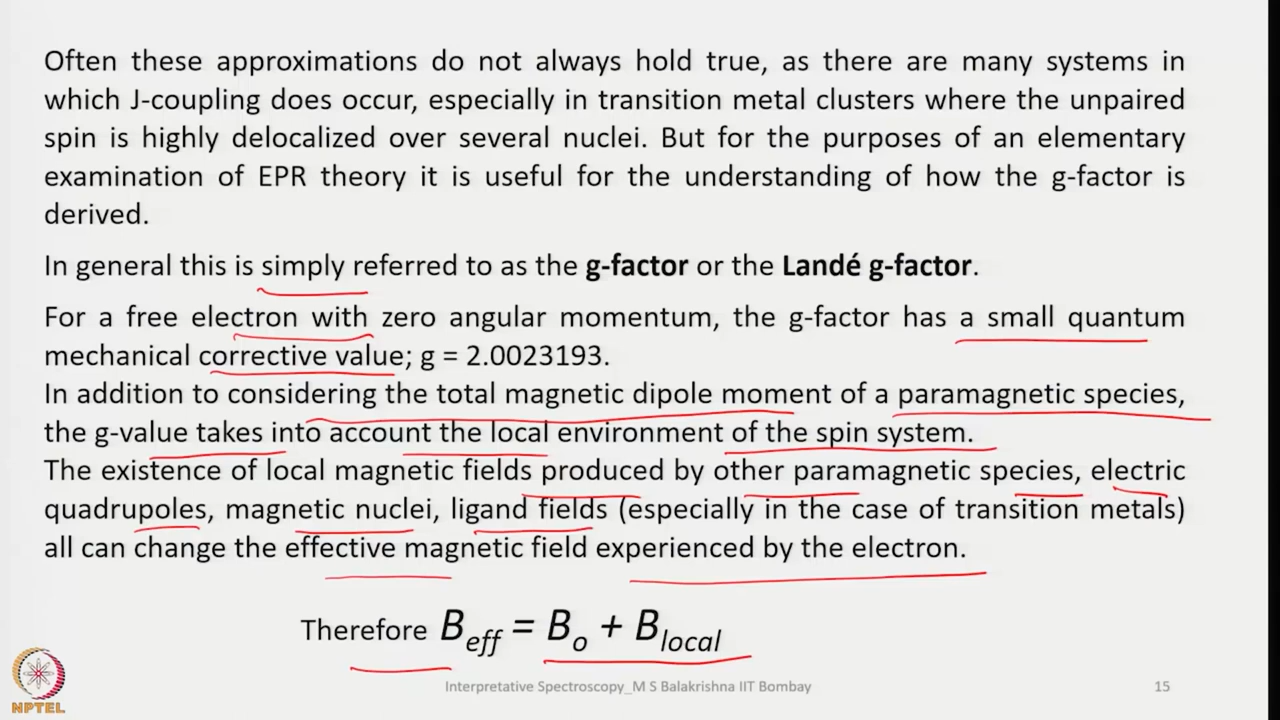 Often these approximations do not always hold true, as there are many systems in
which J-coupling does occur, especially in transition metal clusters where the unpaired
spin is highly delocalized over several nuclei. But for the purposes of an elementary
examination of EPR theory it is useful for the understanding of how the g-factor is
derived.
In general this is simply referred to as the g-factor or the Landé g-factor.
For a free electron with zero angular momentum, the g-factor has a small quantum
mechanical corrective value; g = 2.0023193.
In addition to considering the total magnetic dipole moment of a paramagnetic species,
the g-value takes into account the local environment of the spin system.
The existence of local magnetic fields produced by other paramagnetic species, electric
quadrupoles, magnetic nuclei, ligand fields (especially in the case of transition metals)
all can change the effective magnetic field experienced by the electron.
Therefore B_eff = B_o + B_local
Interpretative Spectroscopy_M S Balakrishna IIT Bombay 15
NPTEL